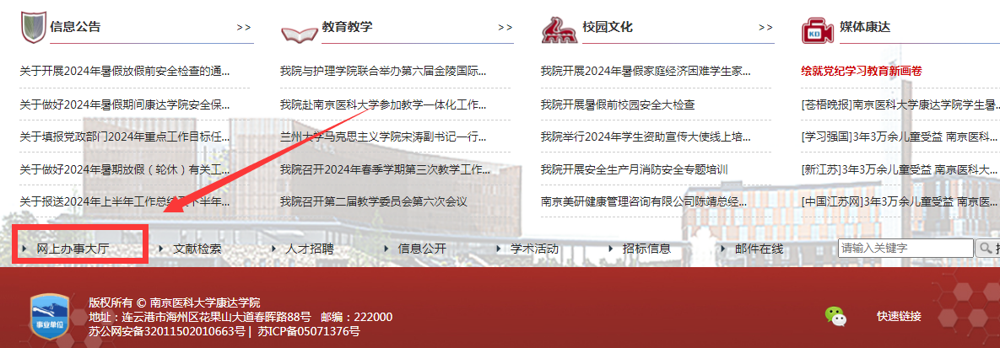 信息公告 >>
关于开展2024年暑假放假前安全检查的通...
关于做好2024年暑假期间康达学院安全保...
关于填报党政部门2024年重点工作目标任...
关于做好2024年暑期放假（轮休）有关工...
关于报送2024年上半年工作总结及下半年...
教育教学 >>
我院与护理学院联合举办第六届金陵国际...
我院赴南京医科大学参加教学一体化工作...
兰州大学马克思主义学院宋涛副书记一行...
我院召开2024年春季学期第三次教学工作...
我院召开第二届教学委员会第六次会议
校园文化 >>
我院开展2024年暑假家庭经济困难学生家...
我院开展暑假前校园安全大检查
我院举行2024年学生资助宣传大使线上培...
我院开展安全生产月消防安全专题培训
南京美研健康管理咨询有限公司陈靖总经...
KD 媒体康达
绘就党纪学习教育新画卷
[苍梧晚报]南京医科大学康达学院学生暑...
[学习强国]3年3万余儿童受益 南京医科...
[新江苏]3年3万余儿童受益 南京医科大...
[中国江苏网]3年3万余儿童受益 南京医...
网上办事大厅 文献检索 人才招聘 信息公开 学术活动 招标信息 邮件在线 请输入关键字
事业单位
版权所有 © 南京医科大学康达学院
地址：连云港市海州区花果山大道春晖路88号 邮编：222000
苏公网安备32011502010663号 | 苏ICP备05071376号
快速链接